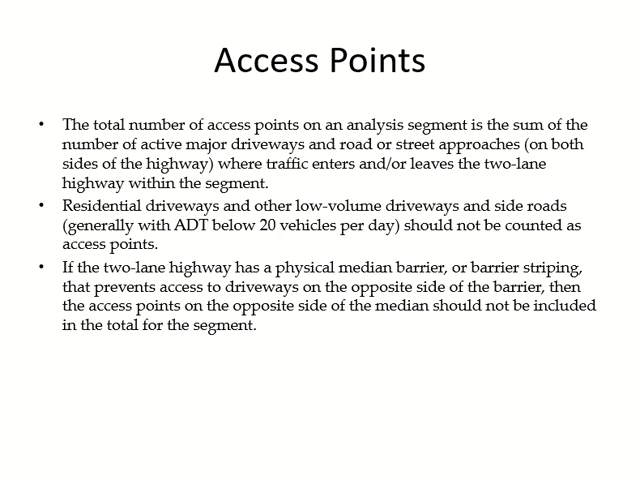 Access Points
• The total number of access points on an analysis segment is the sum of the
number of active major driveways and road or street approaches (on both
sides of the highway) where traffic enters and/or leaves the two-lane
highway within the segment.
• Residential driveways and other low-volume driveways and side roads
(generally with ADT below 20 vehicles per day) should not be counted as
access points.
• If the two-lane highway has a physical median barrier, or barrier striping,
that prevents access to driveways on the opposite side of the barrier, then
the access points on the opposite side of the median should not be included
in the total for the segment.